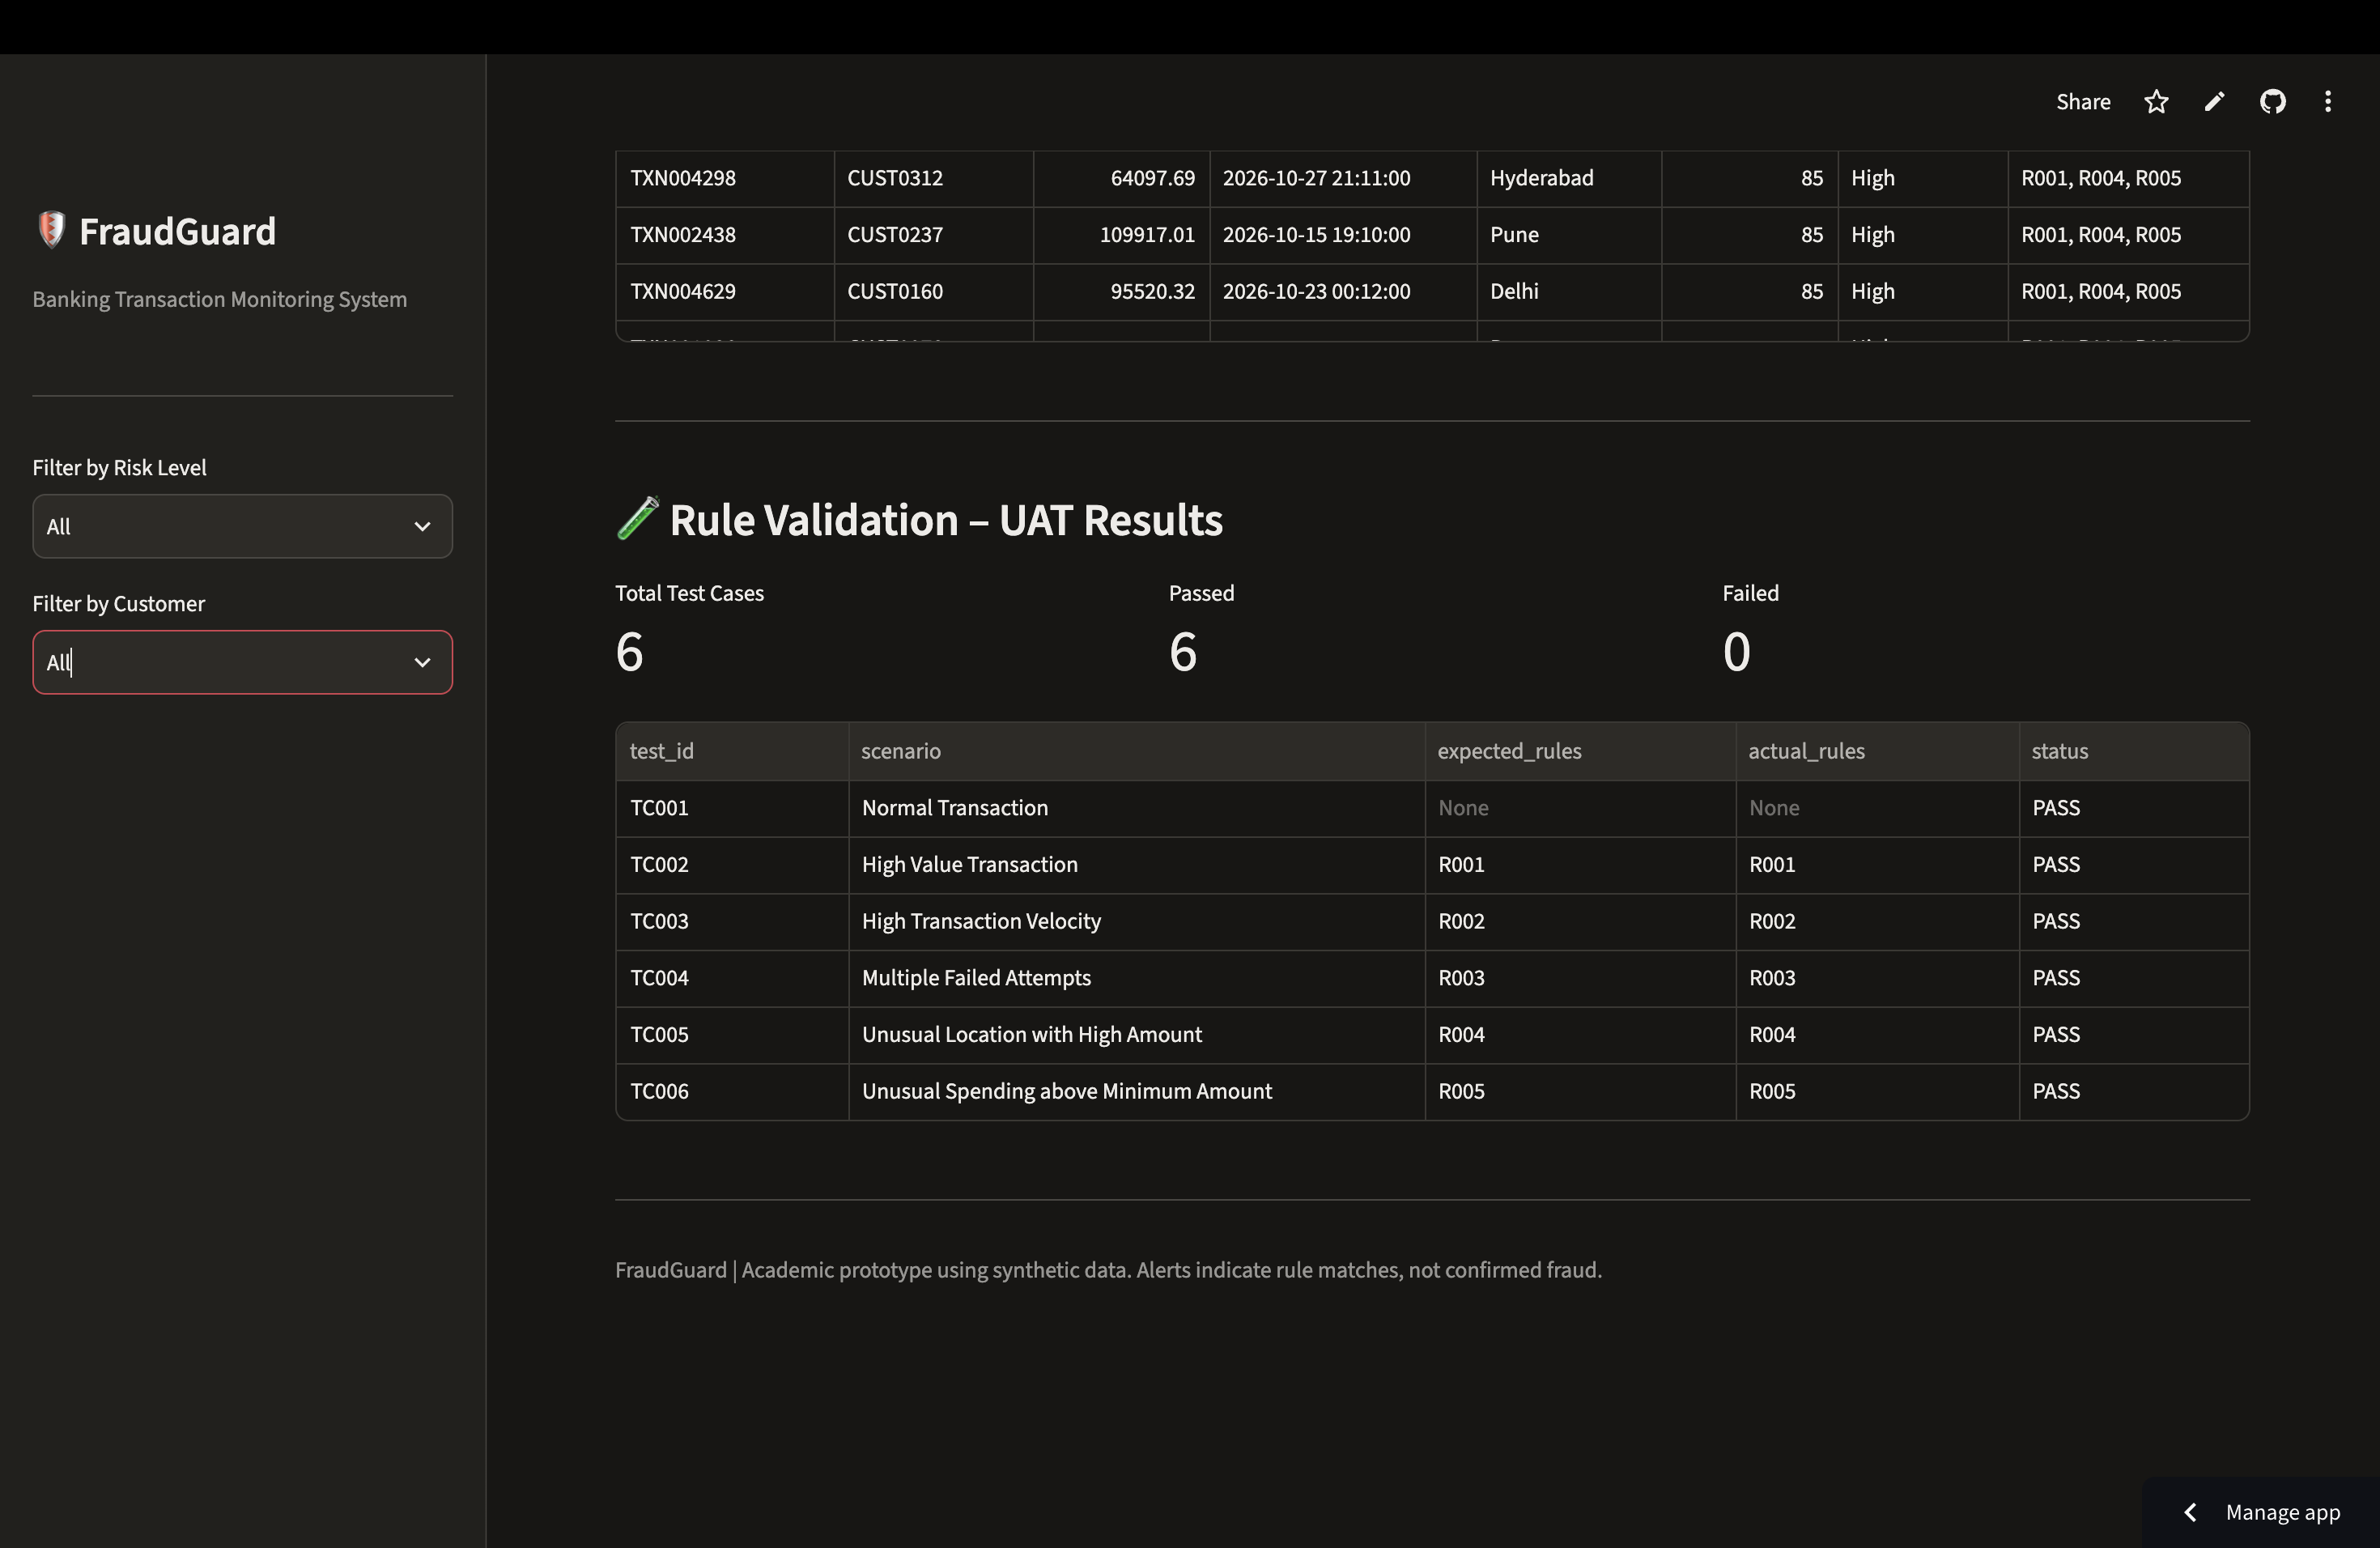 Share
🛡 FraudGuard
Banking Transaction Monitoring System
Filter by Risk Level
All
Filter by Customer
All
TXN004298 CUST0312 64097.69 2026-10-27 21:11:00 Hyderabad 85 High R001, R004, R005
TXN002438 CUST0237 109917.01 2026-10-15 19:10:00 Pune 85 High R001, R004, R005
TXN004629 CUST0160 95520.32 2026-10-23 00:12:00 Delhi 85 High R001, R004, R005
Rule Validation – UAT Results
Total Test Cases Passed Failed
6 6 0
test_id scenario expected_rules actual_rules status
TC001 Normal Transaction None None PASS
TC002 High Value Transaction R001 R001 PASS
TC003 High Transaction Velocity R002 R002 PASS
TC004 Multiple Failed Attempts R003 R003 PASS
TC005 Unusual Location with High Amount R004 R004 PASS
TC006 Unusual Spending above Minimum Amount R005 R005 PASS
FraudGuard | Academic prototype using synthetic data. Alerts indicate rule matches, not confirmed fraud.
Manage app